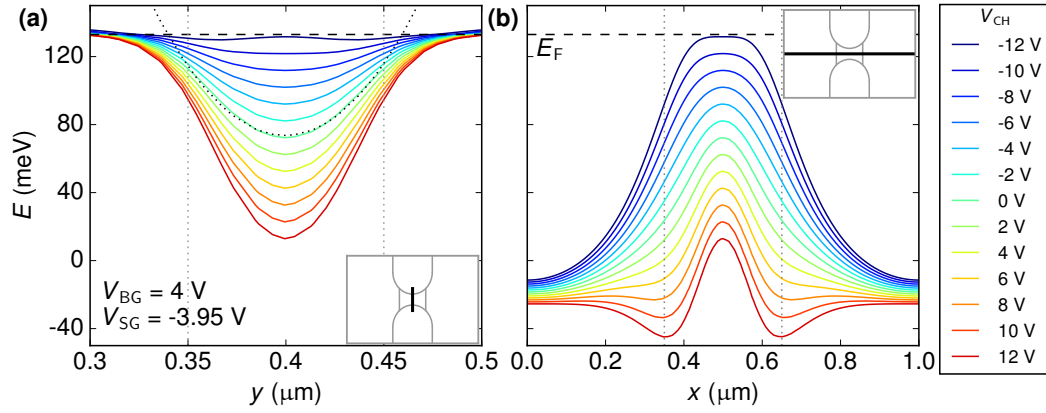 (a)
E (meV)
120
80
40
0
-40
V_BG = 4 V
V_SG = -3.95 V
0.3
0.35
0.4
0.45
0.5
y (μm)
(b)
E_F
0.0
0.2
0.4
0.6
0.8
1.0
x (μm)
V_CH
-12 V
-10 V
-8 V
-6 V
-4 V
-2 V
0 V
2 V
4 V
6 V
8 V
10 V
12 V